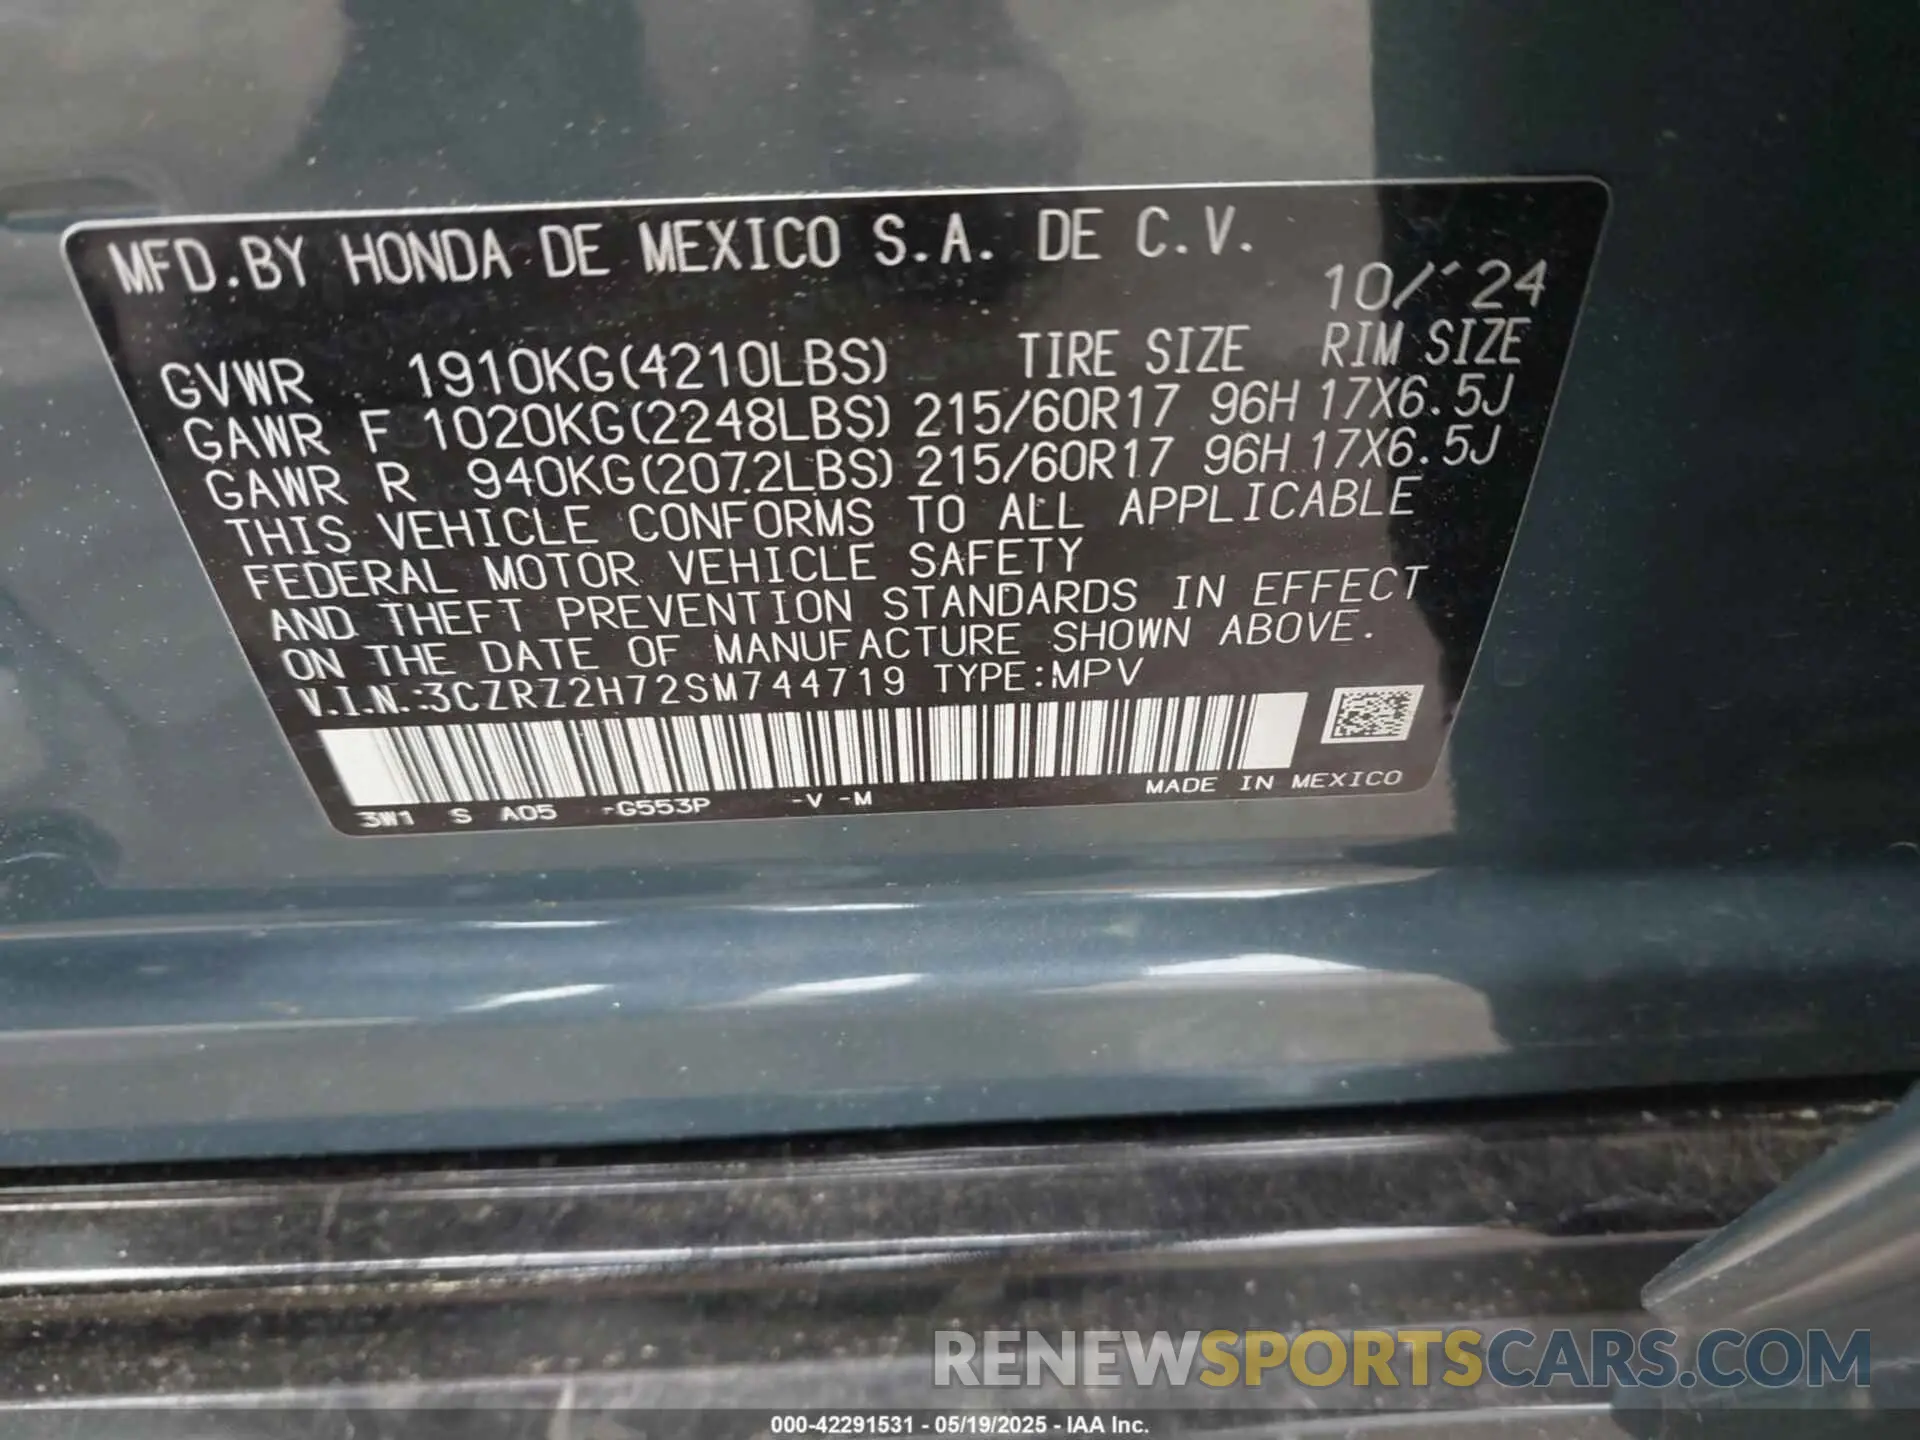 MFD.BY HONDA DE MEXICO S.A. DE C.V.
10/'24
GVWR 1910KG(4210LBS) TIRE SIZE RIM SIZE
GAWR F 1020KG(2248LBS) 215/60R17 96H 17X6.5J
GAWR R 940KG(2072LBS) 215/60R17 96H 17X6.5J
THIS VEHICLE CONFORMS TO ALL APPLICABLE
FEDERAL MOTOR VEHICLE SAFETY
AND THEFT PREVENTION STANDARDS IN EFFECT
ON THE DATE OF MANUFACTURE SHOWN ABOVE.
V.I.N.:3CZRZ2H72SM744719 TYPE:MPV
3W1 S A05 -G553P -V -M MADE IN MEXICO
RENEWSPORTSCARS.COM
000-42291531 - 05/19/2025 - IAA Inc.